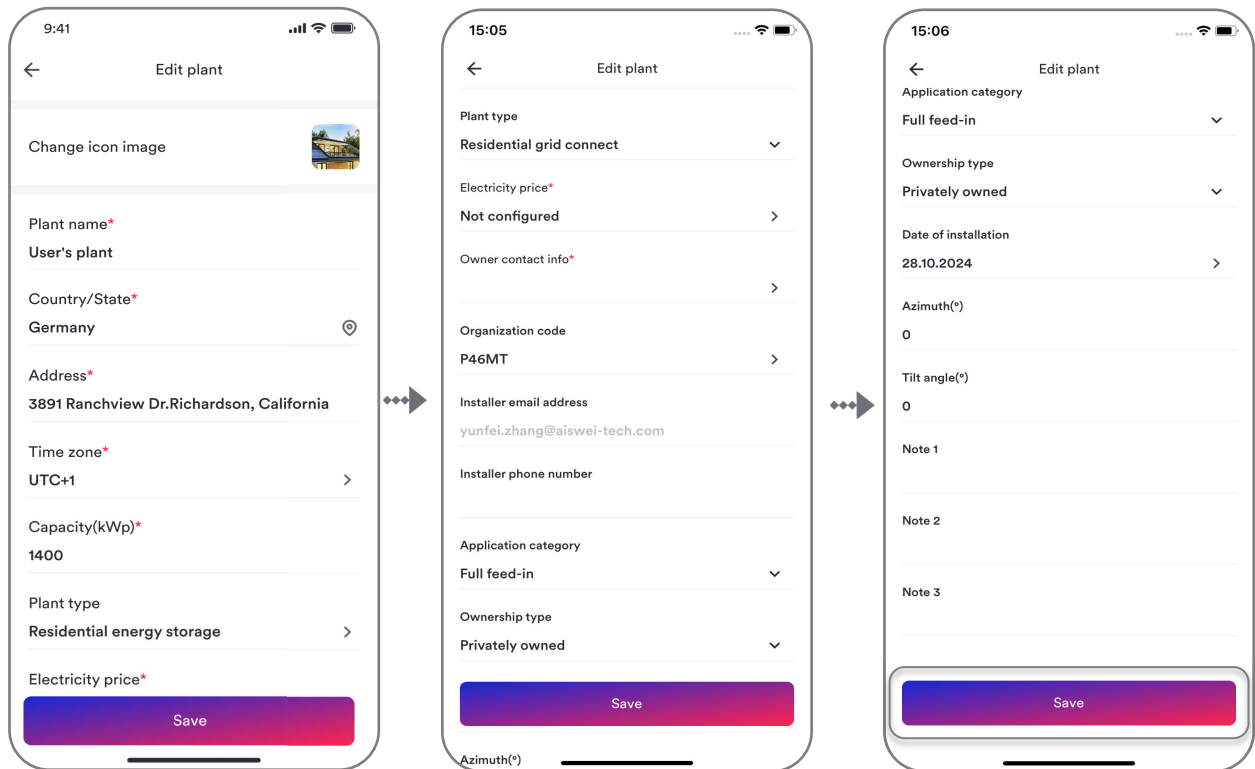 9:41
Edit plant
Change icon image
Plant name*
User's plant
Country/State*
Germany
Address*
3891 Ranchview Dr.Richardson, California
Time zone*
UTC+1
Capacity(kWp)*
1400
Plant type
Residential energy storage
Electricity price*
Save
15:05
Edit plant
Plant type
Residential grid connect
Electricity price*
Not configured
Owner contact info*
Organization code
P46MT
Installer email address
yunfei.zhang@aiswei-tech.com
Installer phone number
Application category
Full feed-in
Ownership type
Privately owned
Save
Azimuth(°)
15:06
Edit plant
Application category
Full feed-in
Ownership type
Privately owned
Date of installation
28.10.2024
Azimuth(°)
0
Tilt angle(°)
0
Note 1
Note 2
Note 3
Save